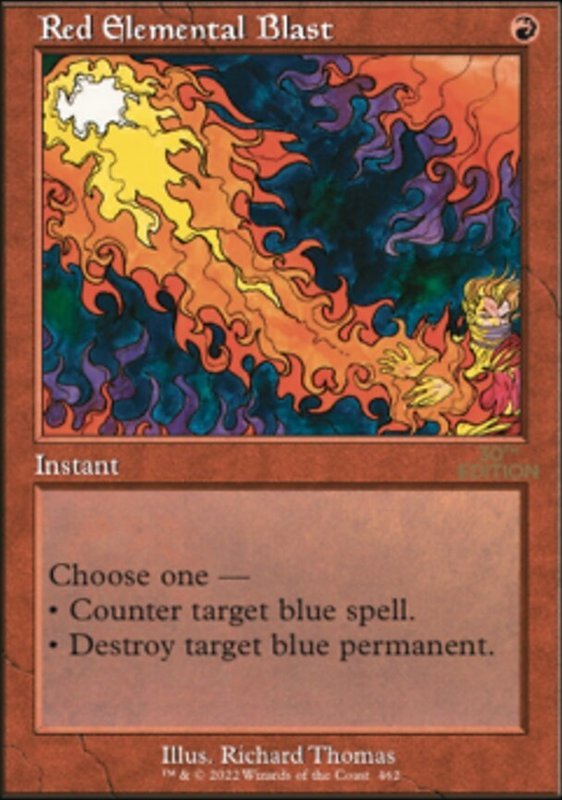 Red Elemental Blast
Instant
30TH
EDITION
Choose one —
• Counter target blue spell.
• Destroy target blue permanent.
Illus. Richard Thomas
™ & © 2022 Wizards of the Coast 462